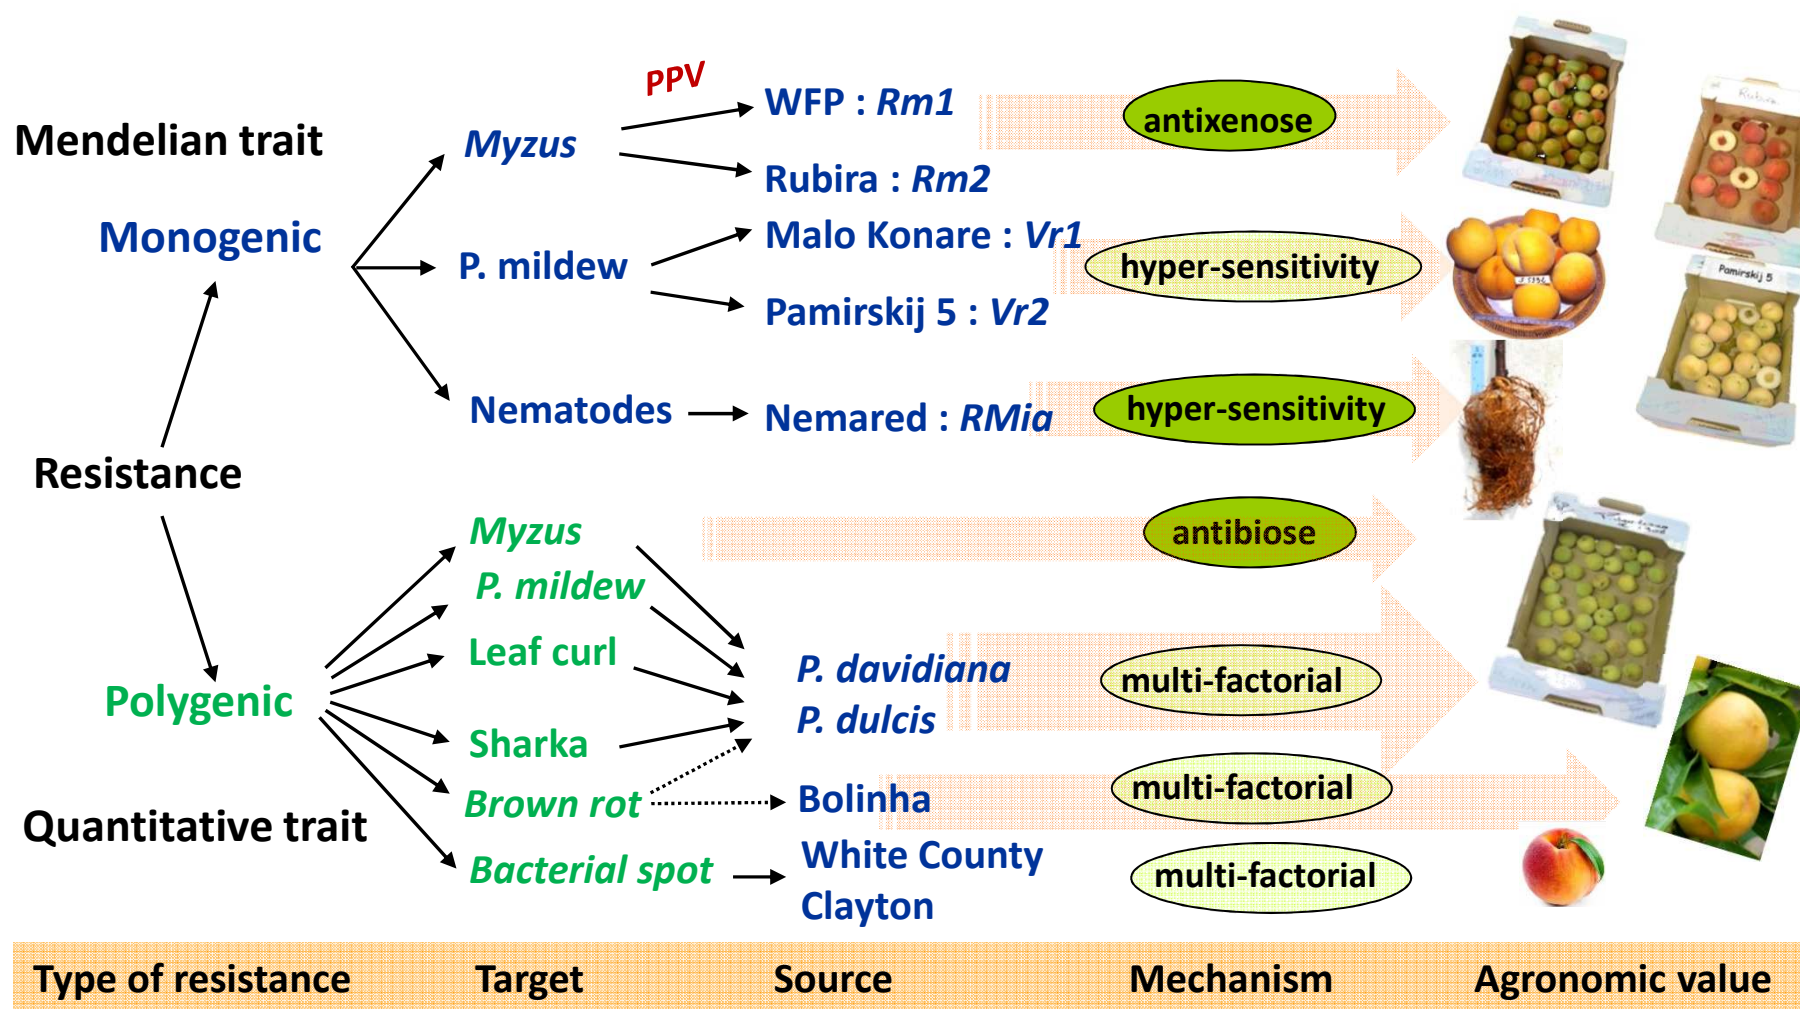 PPV
WFP : Rm1
antixenose
Mendelian trait
Myzus
Rubira : Rm2
Monogenic
Malo Konare : Vr1
P. mildew
hyper-sensitivity
Pamirskij 5
Pamirskij 5 : Vr2
Nematodes
Nemared : RMia
hyper-sensitivity
Resistance
Myzus
antibiose
P. mildew
Leaf curl
P. davidiana
multi-factorial
Polygenic
P. dulcis
Sharka
Brown rot
Bolinha
multi-factorial
Quantitative trait
White County
Bacterial spot
multi-factorial
Clayton
Type of resistance
Target
Source
Mechanism
Agronomic value